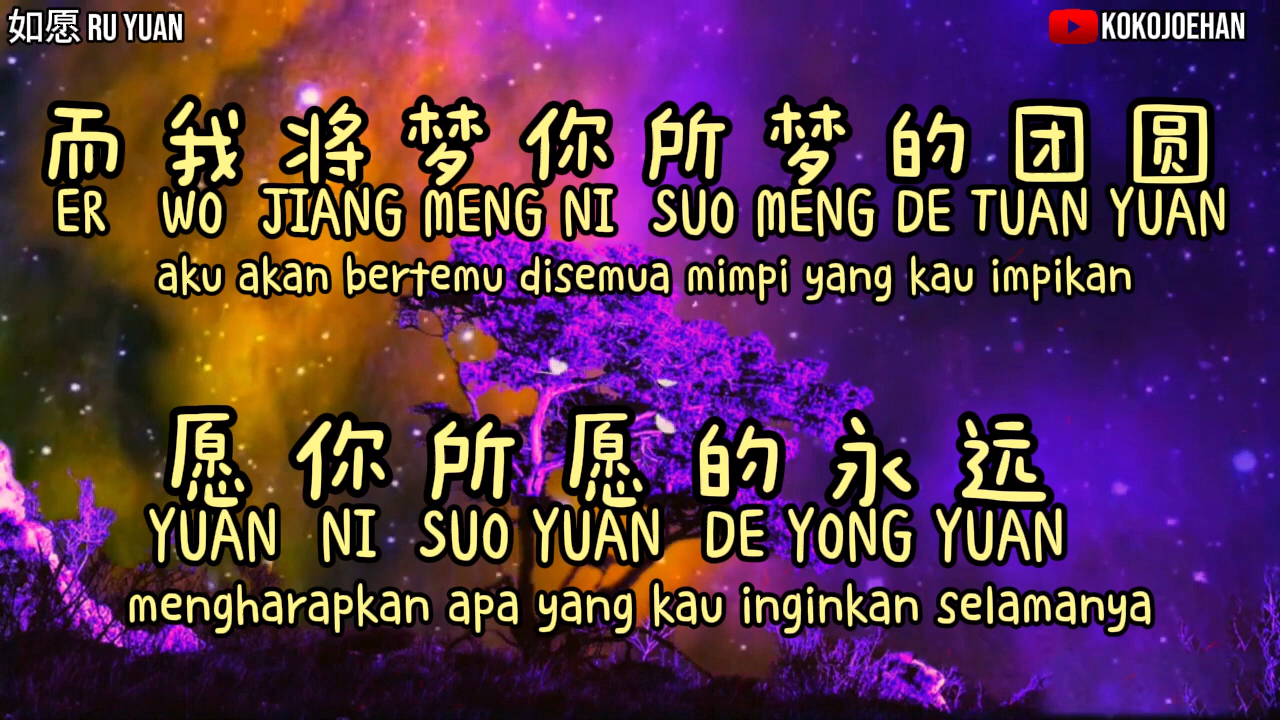 如愿 RU YUAN
KOKOJOEHAN
而 我 将 梦 你 所 梦 的 团 圆
ER WO JIANG MENG NI SUO MENG DE TUAN YUAN
aku akan bertemu disemua mimpi yang kau impikan
愿 你 所 愿 的 永 远
YUAN NI SUO YUAN DE YONG YUAN
mengharapkan apa yang kau inginkan selamanya